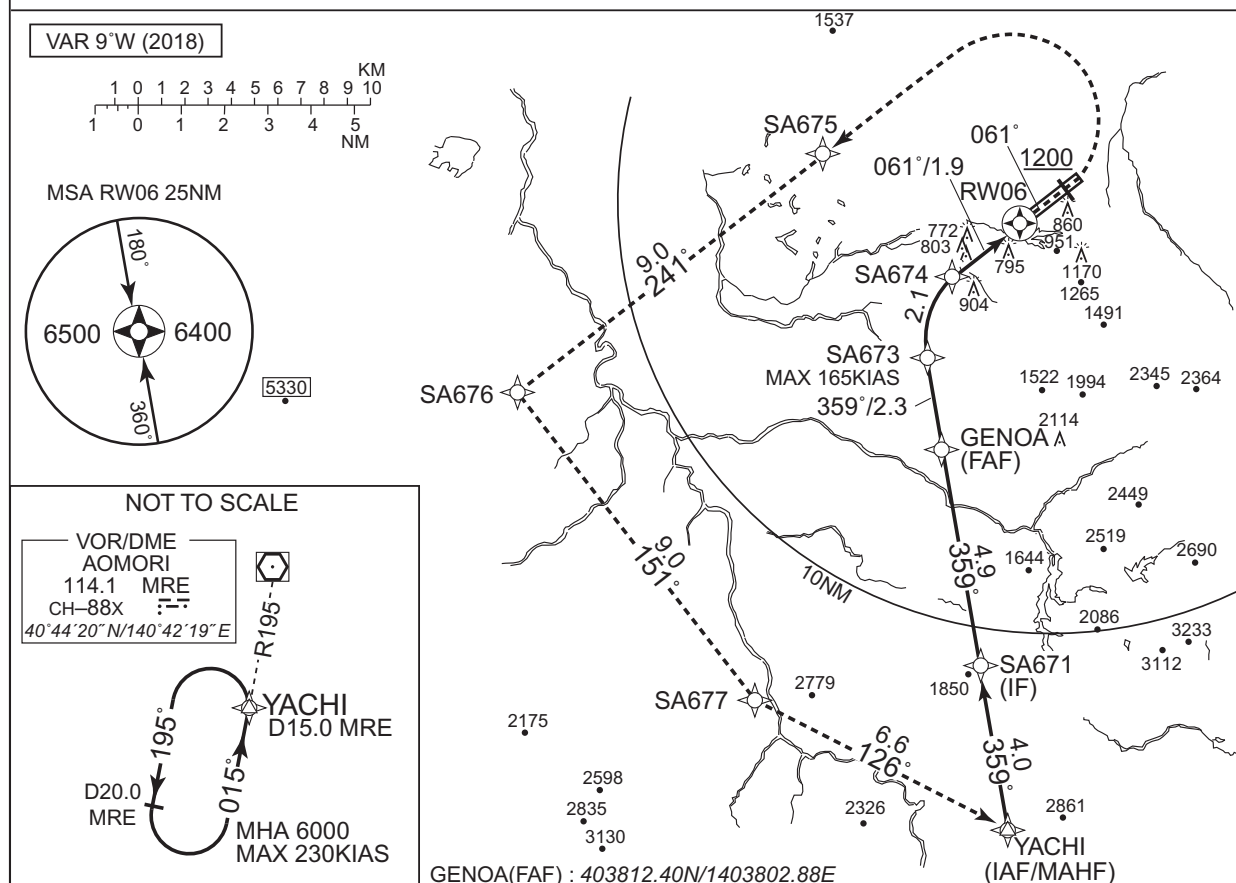 VAR 9°W (2018)
KM
1 0 1 2 3 4 5 6 7 8 9 10
1 0 1 2 3 4 5
NM
MSA RW06 25NM
180°
6500
6400
360°
5330
NOT TO SCALE
VOR/DME
AOMORI
114.1 MRE
CH–88X
40°44´20˝N/140°42´19˝E
R195
YACHI
D15.0 MRE
195°
015°
D20.0
MRE
MHA 6000
MAX 230KIAS
1537
SA675
061°
1200
061°/1.9
RW06
860
772
803
951
795
1170
1265
SA674
904
1491
9.0
241°
2.1
SA673
MAX 165KIAS
359°/2.3
SA676
1522
1994
2345
2364
2114
GENOA
(FAF)
2449
2519
2690
1644
4.9
359°
10NM
9.0
151°
2086
3233
3112
SA671
(IF)
1850
2779
SA677
2175
6.6
126°
4.0
359°
2598
2835
3130
2326
2861
YACHI
(IAF/MAHF)
GENOA(FAF) : 403812.40N/1403802.88E